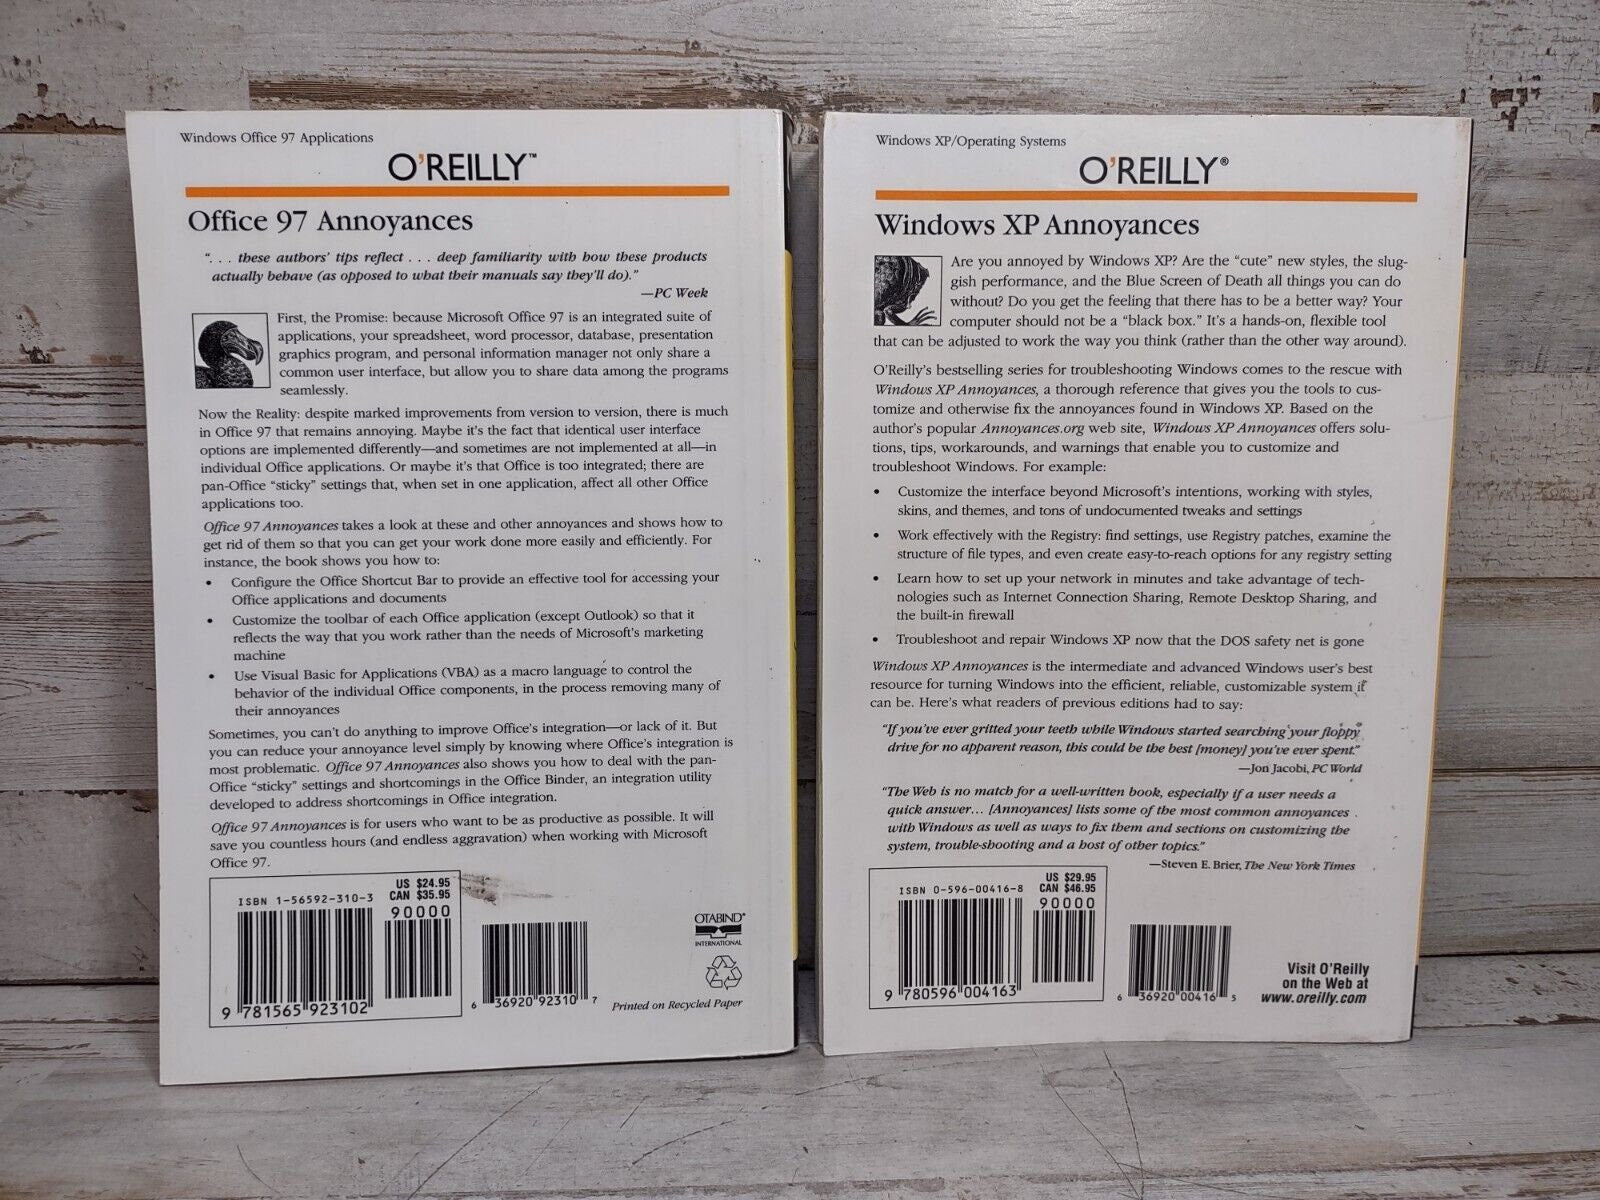 Windows Office 97 Applications
O'REILLY™
Office 97 Annoyances
". . . these authors' tips reflect . . . deep familiarity with how these products
actually behave (as opposed to what their manuals say they'll do)."
—PC Week
First, the Promise: because Microsoft Office 97 is an integrated suite of
applications, your spreadsheet, word processor, database, presentation
graphics program, and personal information manager not only share a
common user interface, but allow you to share data among the programs
seamlessly.
Now the Reality: despite marked improvements from version to version, there is much
in Office 97 that remains annoying. Maybe it's the fact that identical user interface
options are implemented differently—and sometimes are not implemented at all—in
individual Office applications. Or maybe it's that Office is too integrated; there are
pan-Office "sticky" settings that, when set in one application, affect all other Office
applications too.
Office 97 Annoyances takes a look at these and other annoyances and shows how to
get rid of them so that you can get your work done more easily and efficiently. For
instance, the book shows you how to:
• Configure the Office Shortcut Bar to provide an effective tool for accessing your
Office applications and documents
• Customize the toolbar of each Office application (except Outlook) so that it
reflects the way that you work rather than the needs of Microsoft's marketing
machine
• Use Visual Basic for Applications (VBA) as a macro language to control the
behavior of the individual Office components, in the process removing many of
their annoyances
Sometimes, you can't do anything to improve Office's integration—or lack of it. But
you can reduce your annoyance level simply by knowing where Office's integration is
most problematic. Office 97 Annoyances also shows you how to deal with the pan-
Office "sticky" settings and shortcomings in the Office Binder, an integration utility
developed to address shortcomings in Office integration.
Office 97 Annoyances is for users who want to be as productive as possible. It will
save you countless hours (and endless aggravation) when working with Microsoft
Office 97.
US $24.95
CAN $35.95
ISBN 1-56592-310-3
90000
9 781565 923102
6 36920 92310 7
OTABIND®
INTERNATIONAL
Printed on Recycled Paper
Windows XP/Operating Systems
O'REILLY®
Windows XP Annoyances
Are you annoyed by Windows XP? Are the "cute" new styles, the slug-
gish performance, and the Blue Screen of Death all things you can do
without? Do you get the feeling that there has to be a better way? Your
computer should not be a "black box." It's a hands-on, flexible tool
that can be adjusted to work the way you think (rather than the other way around).
O'Reilly's bestselling series for troubleshooting Windows comes to the rescue with
Windows XP Annoyances, a thorough reference that gives you the tools to cus-
tomize and otherwise fix the annoyances found in Windows XP. Based on the
author's popular Annoyances.org web site, Windows XP Annoyances offers solu-
tions, tips, workarounds, and warnings that enable you to customize and
troubleshoot Windows. For example:
• Customize the interface beyond Microsoft's intentions, working with styles,
skins, and themes, and tons of undocumented tweaks and settings
• Work effectively with the Registry: find settings, use Registry patches, examine the
structure of file types, and even create easy-to-reach options for any registry setting
• Learn how to set up your network in minutes and take advantage of tech-
nologies such as Internet Connection Sharing, Remote Desktop Sharing, and
the built-in firewall
• Troubleshoot and repair Windows XP now that the DOS safety net is gone
Windows XP Annoyances is the intermediate and advanced Windows user's best
resource for turning Windows into the efficient, reliable, customizable system it
can be. Here's what readers of previous editions had to say:
"If you've ever gritted your teeth while Windows started searching your floppy
drive for no apparent reason, this could be the best [money] you've ever spent."
—Jon Jacobi, PC World
"The Web is no match for a well-written book, especially if a user needs a
quick answer... [Annoyances] lists some of the most common annoyances
with Windows as well as ways to fix them and sections on customizing the
system, trouble-shooting and a host of other topics."
—Steven E. Brier, The New York Times
US $29.95
CAN $46.95
ISBN 0-596-00416-8
90000
9 780596 004163
6 36920 00416 5
Visit O'Reilly
on the Web at
www.oreilly.com